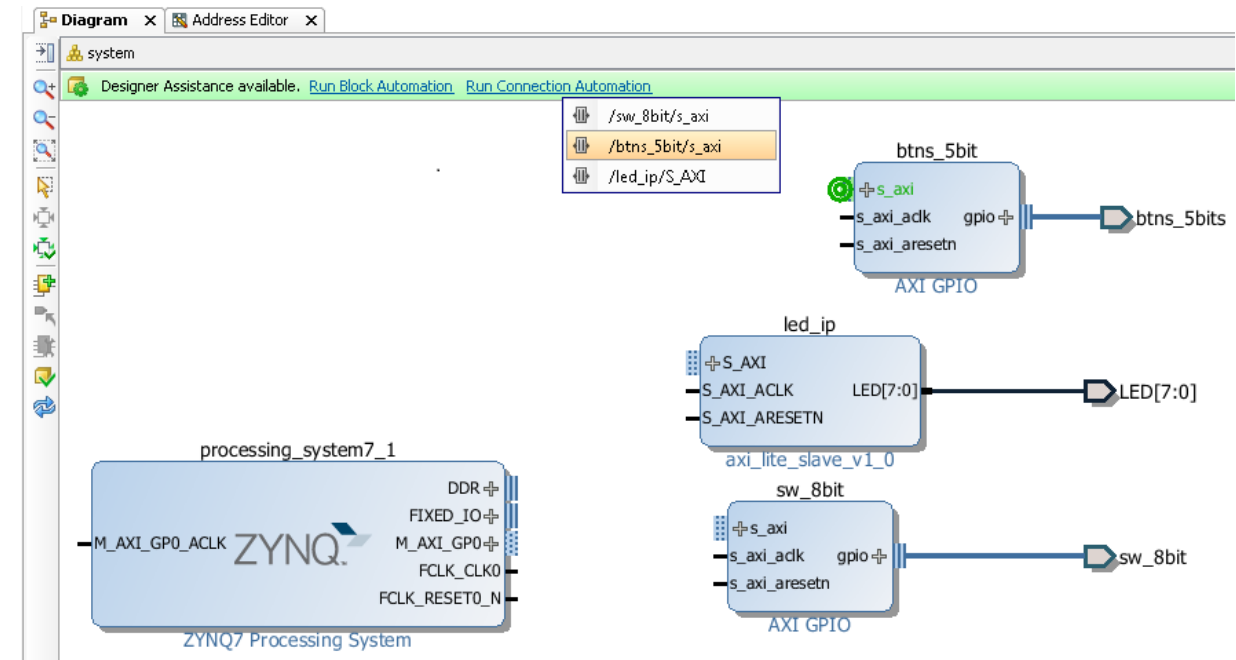 Diagram X Address Editor X
system
Designer Assistance available. Run Block Automation Run Connection Automation
/sw_8bit/s_axi
/btns_5bit/s_axi
/led_ip/S_AXI
btns_5bit
s_axi
s_axi_aclk gpio
s_axi_aresetn
btns_5bits
AXI GPIO
led_ip
S_AXI
S_AXI_ACLK LED[7:0]
S_AXI_ARESETN
LED[7:0]
axi_lite_slave_v1_0
processing_system7_1
DDR
FIXED_IO
M_AXI_GP0_ACLK ZYNQ. M_AXI_GP0
FCLK_CLK0
FCLK_RESET0_N
ZYNQ7 Processing System
sw_8bit
s_axi
s_axi_aclk gpio
s_axi_aresetn
sw_8bit
AXI GPIO